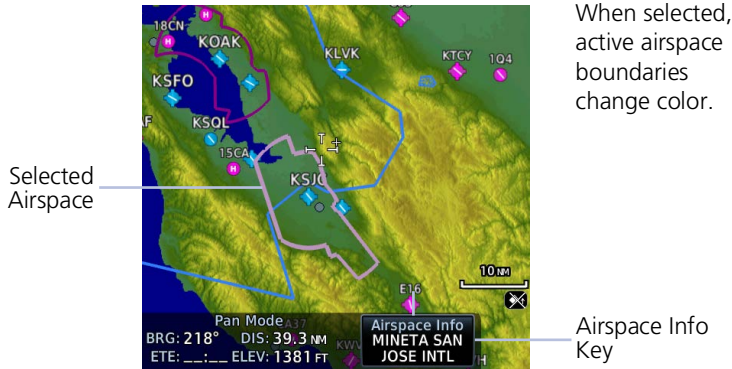 When selected,
active airspace
boundaries
change color.
18CN
KOAK
KLVK
KTCY
1Q4
KSFO
KSQL
15CA
T
KSJC
Selected
Airspace
10 NM
E16
Pan Mode
BRG: 218° DIS: 39.3 NM
ETE: __:__ ELEV: 1381 FT
Airspace Info
MINETA SAN
JOSE INTL
Airspace Info
Key